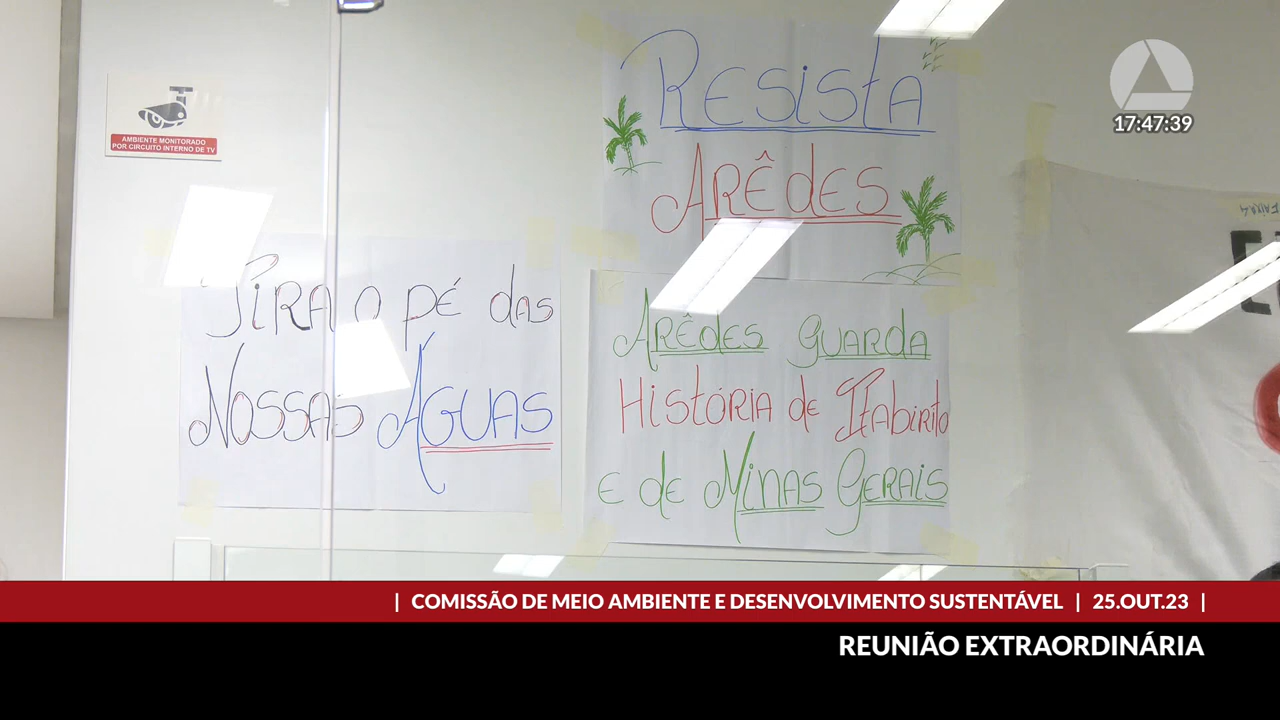 AMBIENTE MONITORADO
POR CIRCUITO INTERNO DE TV
17:47:39
RESISTA
ARÊDES
TIRA O PÉ DAS
NOSSAS ÁGUAS
ARÊDES GUARDA
HISTÓRIA DE ITABIRITO
E DE MINAS GERAIS
| COMISSÃO DE MEIO AMBIENTE E DESENVOLVIMENTO SUSTENTÁVEL | 25.OUT.23 |
REUNIÃO EXTRAORDINÁRIA